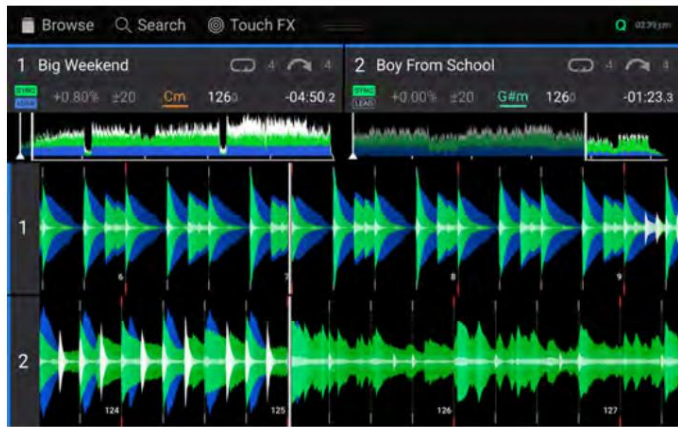 Browse Search Touch FX Q 02:39 pm
1 Big Weekend 4 4
2 Boy From School 4 4
SYNC LEAD +0.80% ±20 Cm 1260 -04:50.2
SYNC LEAD +0.00% ±20 G#m 1260 -01:23.3
1
6 7 8 9
2
124 125 126 127